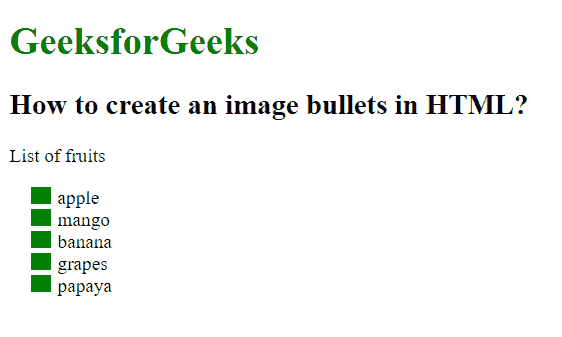 GeeksforGeeks
How to create an image bullets in HTML?
List of fruits
apple
mango
banana
grapes
papaya